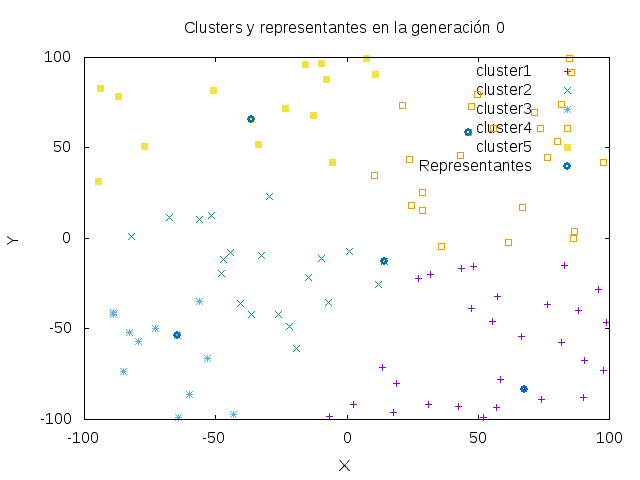 Clusters y representantes en la generación 0
100
50
0
-50
-100
-100
-50
0
50
100
Y
X
cluster1
cluster2
cluster3
cluster4
cluster5
Representantes